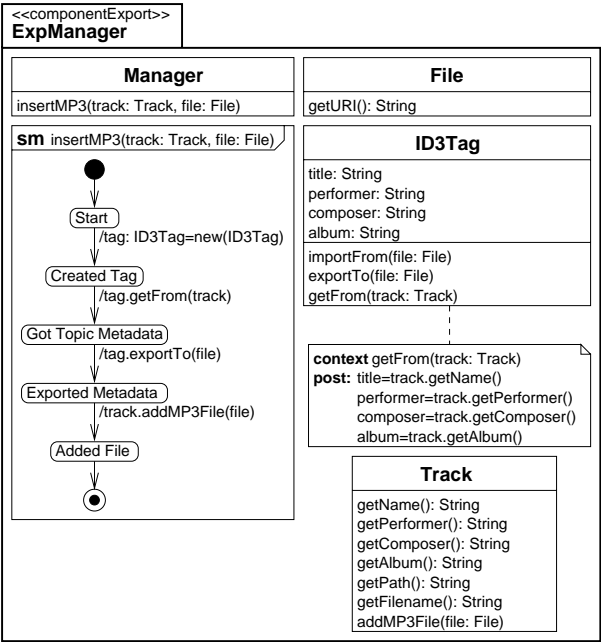 <<componentExport>>
ExpManager
Manager
insertMP3(track: Track, file: File)
sm insertMP3(track: Track, file: File)
Start
/tag: ID3Tag=new(ID3Tag)
Created Tag
/tag.getFrom(track)
Got Topic Metadata
/tag.exportTo(file)
Exported Metadata
/track.addMP3File(file)
Added File
File
getURI(): String
ID3Tag
title: String
performer: String
composer: String
album: String
importFrom(file: File)
exportTo(file: File)
getFrom(track: Track)
context getFrom(track: Track)
post: title=track.getName()
performer=track.getPerformer()
composer=track.getComposer()
album=track.getAlbum()
Track
getName(): String
getPerformer(): String
getComposer(): String
getAlbum(): String
getPath(): String
getFilename(): String
addMP3File(file: File)